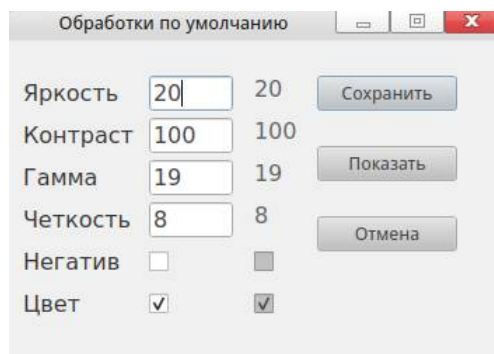 Обработки по умолчанию
Яркость 20 20 Сохранить
Контраст 100 100
Гамма 19 19 Показать
Четкость 8 8 Отмена
Негатив
Цвет